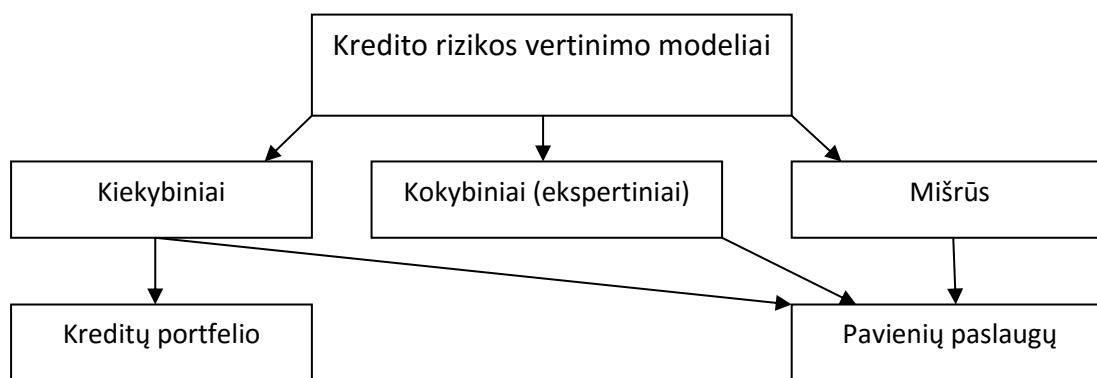 Kredito rizikos vertinimo modeliai
Kiekybiniai
Kokybiniai (ekspertiniai)
Mišrūs
Kreditų portfelio
Pavienių paslaugų